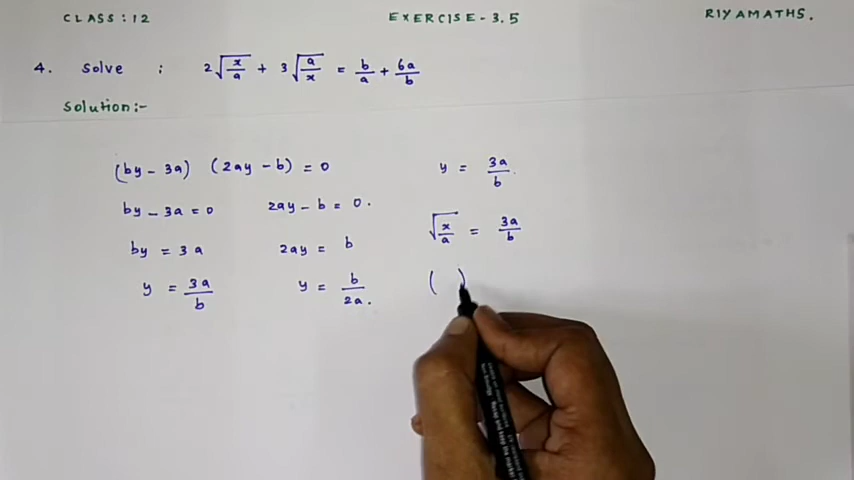 CLASS:12 EXERCISE-3.5 RIYAMATHS.
4. Solve : 2√(x/a) + 3√(a/x) = b/a + 6a/b
Solution:-
(by - 3a) (2ay - b) = 0 y = 3a/b.
by - 3a = 0 2ay - b = 0. √(x/a) = 3a/b
by = 3a 2ay = b
y = 3a/b y = b/2a. ( )